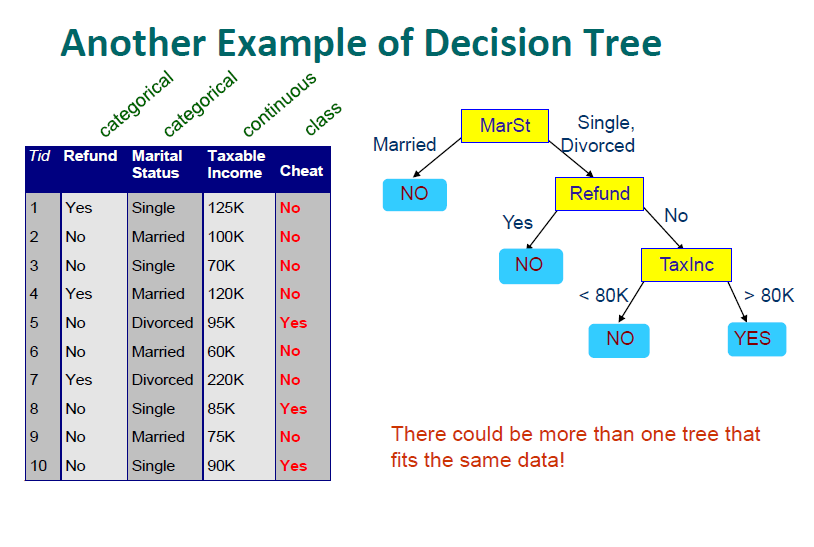 Another Example of Decision Tree
categorical
categorical
continuous
class
Tid Refund Marital Status Taxable Income Cheat
1 Yes Single 125K No
2 No Married 100K No
3 No Single 70K No
4 Yes Married 120K No
5 No Divorced 95K Yes
6 No Married 60K No
7 Yes Divorced 220K No
8 No Single 85K Yes
9 No Married 75K No
10 No Single 90K Yes
MarSt
Married
Single,
Divorced
NO
Refund
Yes
No
NO
TaxInc
< 80K
> 80K
NO
YES
There could be more than one tree that
fits the same data!